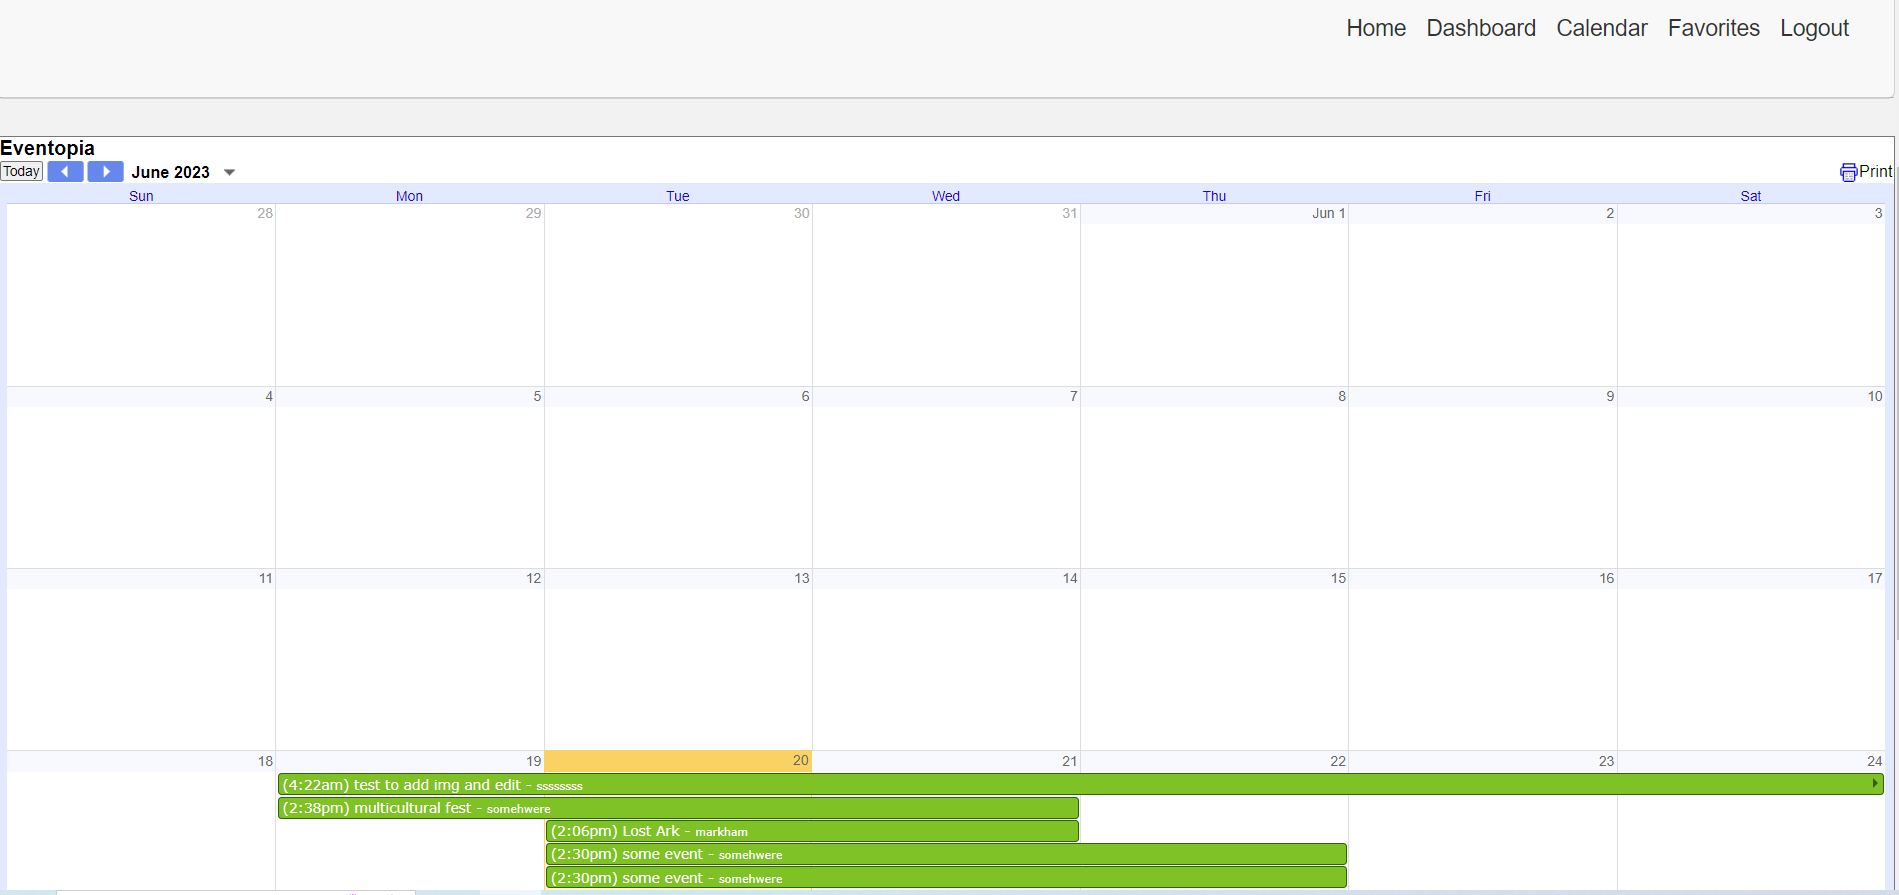 Home Dashboard Calendar Favorites Logout
Eventopia
Today June 2023 Print
Sun Mon Tue Wed Thu Fri Sat
28 29 30 31 Jun 1 2 3
4 5 6 7 8 9 10
11 12 13 14 15 16 17
18 19 20 21 22 23 24
(4:22am) test to add img and edit - ssssssss
(2:38pm) multicultural fest - somehwere
(2:06pm) Lost Ark - markham
(2:30pm) some event - somehwere
(2:30pm) some event - somehwere